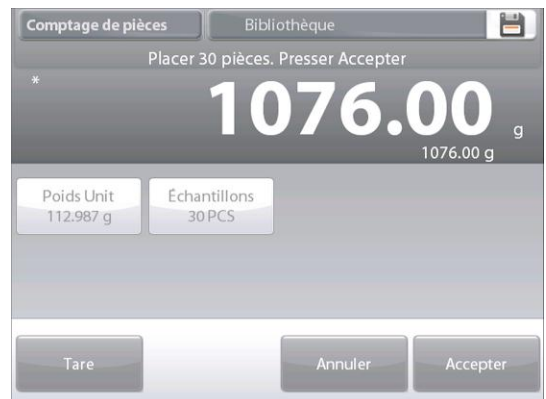 Comptage de pièces Bibliothèque
Placer 30 pièces. Presser Accepter
*
1076.00 g
1076.00 g
Poids Unit Échantillons
112.987 g 30 PCS
Tare Annuler Accepter